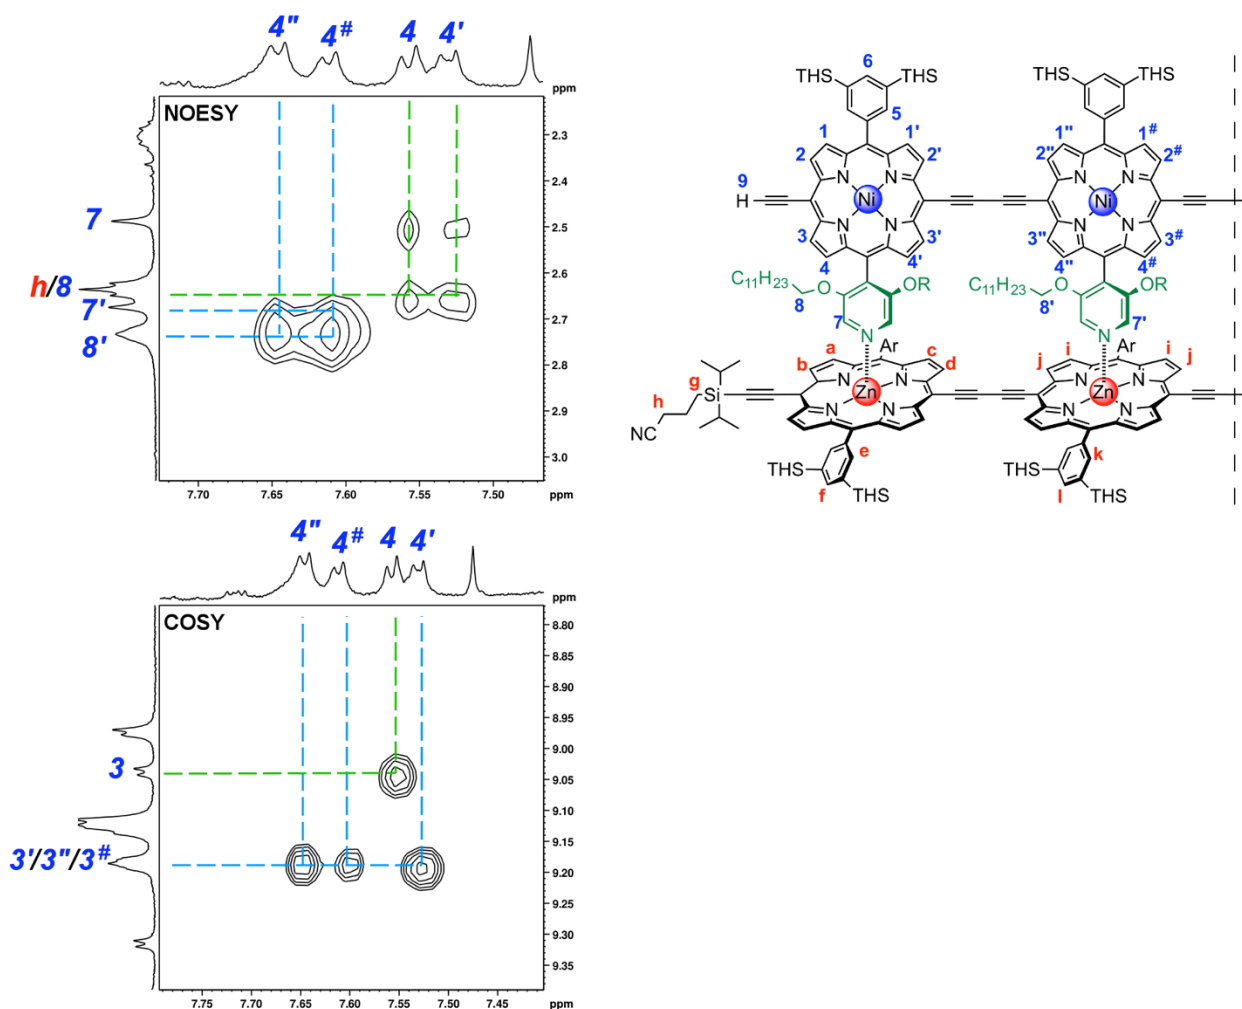 4" 4# 4 4'
ppm
NOESY
7
h/8
7'
8'
2.3
2.4
2.5
2.6
2.7
2.8
2.9
3.0
7.70 7.65 7.60 7.55 7.50 ppm
4" 4# 4 4'
ppm
COSY
3
3'/3"/3#
8.80
8.85
8.90
8.95
9.00
9.05
9.10
9.15
9.20
9.25
9.30
9.35
7.75 7.70 7.65 7.60 7.55 7.50 7.45 ppm
6
THS THS THS THS
5
1 1' 1" 1#
2 2' 2" 2#
N N N N
9
H Ni Ni
N N N N
3 3' 3" 3#
4 4' 4" 4#
C11H23 O OR C11H23 O OR
8 8'
7 N 7' N
Ar Ar
a c i i
b d j j
N N N N
g
Si Zn Zn
h
N N N N
NC
e k
THS THS
f THS l THS